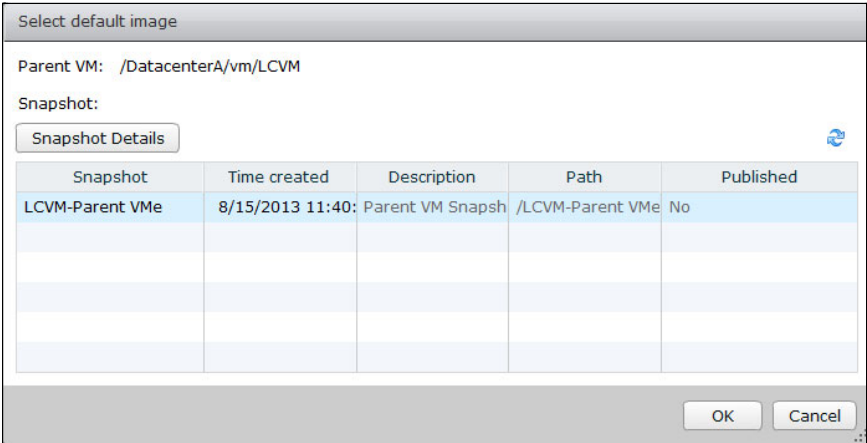 Select default image
Parent VM: /DatacenterA/vm/LCVM
Snapshot:
Snapshot Details
Snapshot Time created Description Path Published
LCVM-Parent VMe 8/15/2013 11:40: Parent VM Snapsh /LCVM-Parent VMe No
OK Cancel